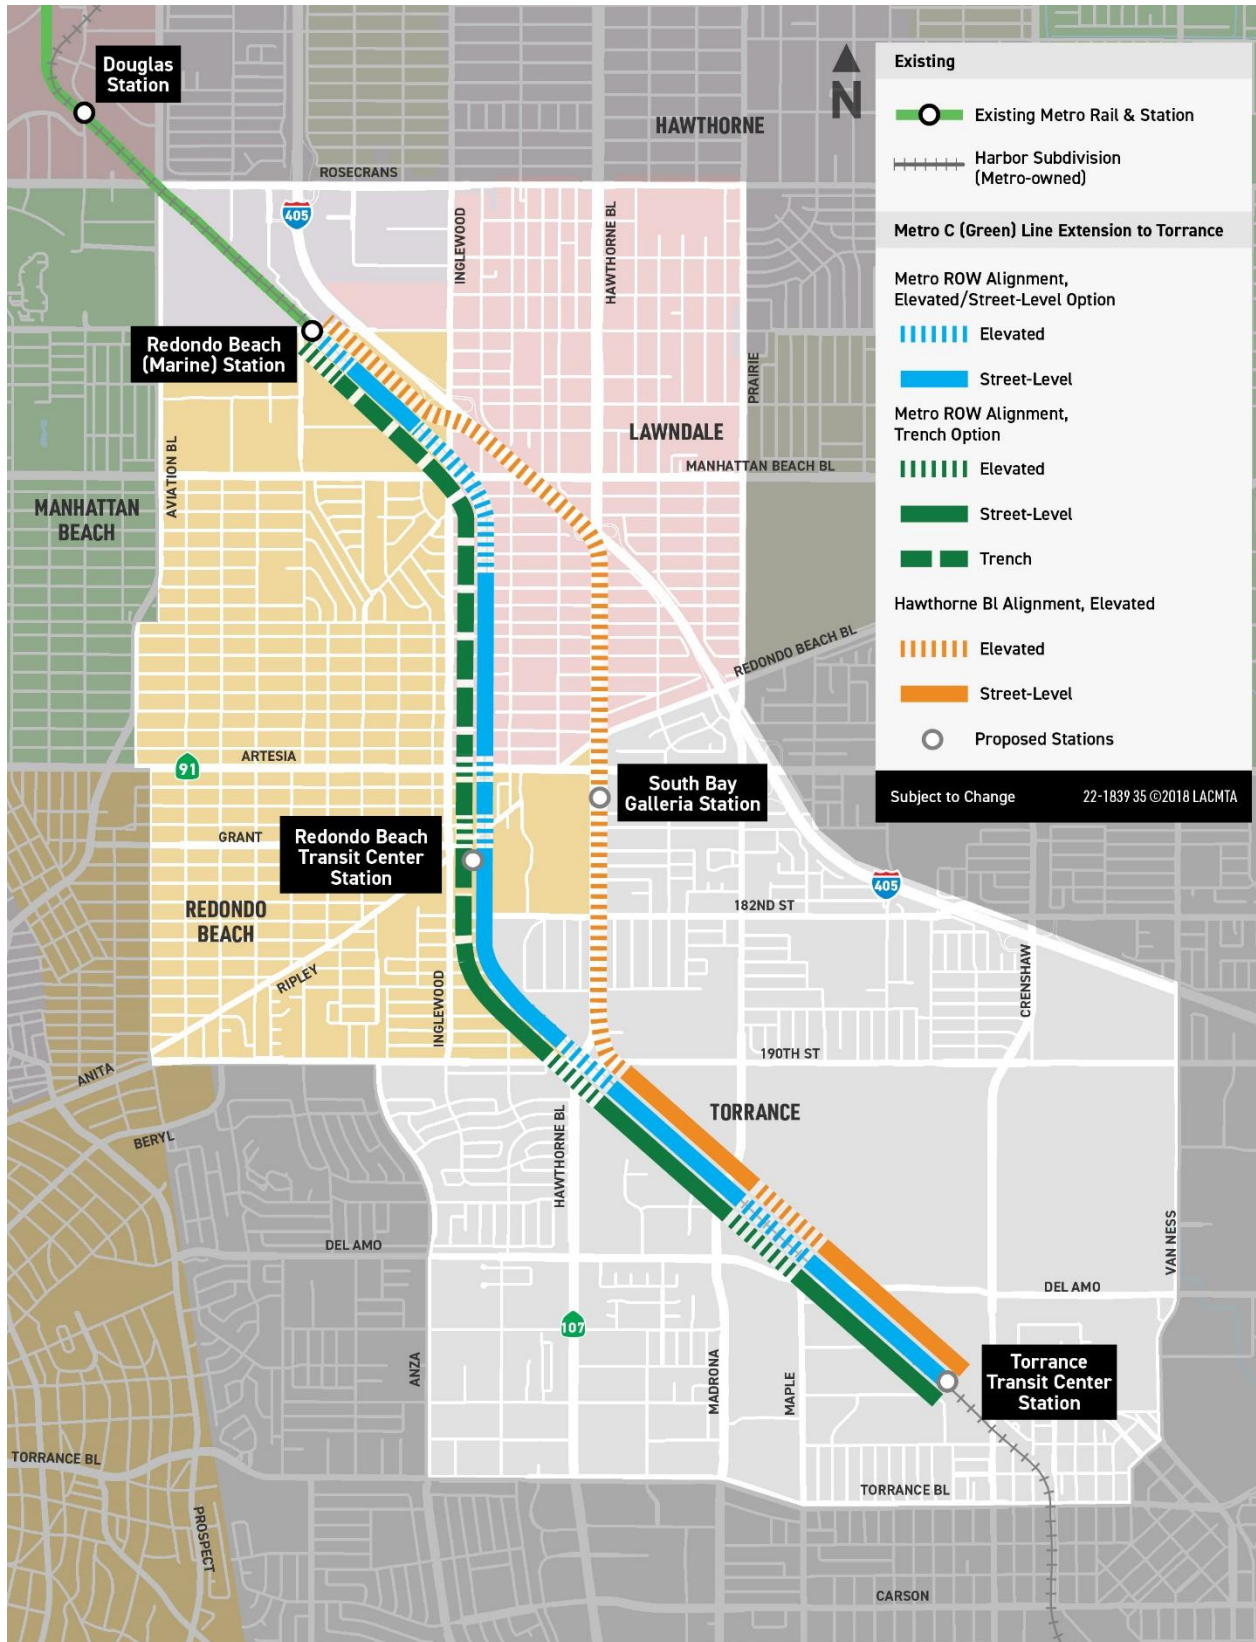 Douglas
Station
HAWTHORNE
N
ROSECRANS
405
INGLEWOOD
HAWTHORNE BL
Redondo Beach
(Marine) Station
PRAIRIE
LAWNDALE
AVIATION BL
MANHATTAN BEACH BL
MANHATTAN
BEACH
REDONDO BEACH BL
91
ARTESIA
South Bay
Galleria Station
GRANT
Redondo Beach
Transit Center
Station
405
182ND ST
REDONDO
BEACH
RIPLEY
INGLEWOOD
CRENSHAW
190TH ST
ANITA
BERYL
HAWTHORNE BL
TORRANCE
DEL AMO
VAN NESS
DEL AMO
107
ANZA
MADRONA
MAPLE
Torrance
Transit Center
Station
TORRANCE BL
TORRANCE BL
PROSPECT
CARSON
Existing
Existing Metro Rail & Station
Harbor Subdivision
(Metro-owned)
Metro C (Green) Line Extension to Torrance
Metro ROW Alignment,
Elevated/Street-Level Option
Elevated
Street-Level
Metro ROW Alignment,
Trench Option
Elevated
Street-Level
Trench
Hawthorne Bl Alignment, Elevated
Elevated
Street-Level
Proposed Stations
Subject to Change
22-1839 35 ©2018 LACMTA